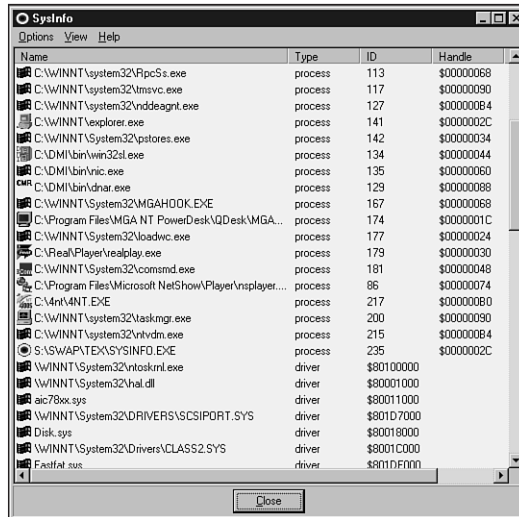 SysInfo
Options View Help
Name Type ID Handle
C:\WINNT\system32\RpcSs.exe process 113 $00000068
C:\WINNT\system32\tmsvc.exe process 117 $00000090
C:\WINNT\system32\nddeagnt.exe process 127 $000000B4
C:\WINNT\explorer.exe process 141 $0000002C
C:\WINNT\System32\pstores.exe process 142 $00000034
C:\DMI\bin\win32sl.exe process 134 $00000044
C:\DMI\bin\nic.exe process 135 $00000060
CMR C:\DMI\bin\dnar.exe process 129 $00000088
C:\WINNT\System32\MGAHOOK.EXE process 167 $00000068
C:\Program Files\MGA NT PowerDesk\QDesk\MGA... process 174 $0000001C
C:\WINNT\System32\loadwc.exe process 177 $00000024
C:\Real\Player\realplay.exe process 179 $00000030
C:\WINNT\System32\comsmd.exe process 181 $00000048
C:\Program Files\Microsoft NetShow\Player\nsplayer.... process 86 $00000074
C:\4nt\4NT.EXE process 217 $000000B0
C:\WINNT\system32\taskmgr.exe process 200 $00000090
C:\WINNT\system32\ntvdm.exe process 215 $000000B4
S:\SWAP\TEX\SYSINFO.EXE process 235 $0000002C
\WINNT\System32\ntoskrnl.exe driver $80100000
\WINNT\System32\hal.dll driver $80001000
aic78xx.sys driver $80011000
\WINNT\System32\DRIVERS\SCSIPORT.SYS driver $801D7000
Disk.sys driver $80018000
\WINNT\System32\Drivers\CLASS2.SYS driver $8001C000
Fastfat.sys driver $801DF000
Close